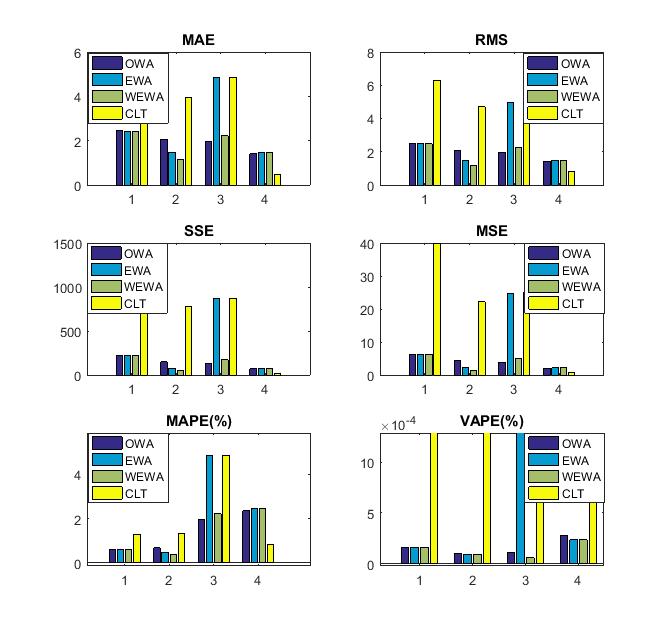 MAE
6
4
2
0
1 2 3 4
OWA
EWA
WEWA
CLT
RMS
8
6
4
2
0
1 2 3 4
OWA
EWA
WEWA
CLT
SSE
1500
1000
500
0
1 2 3 4
OWA
EWA
WEWA
CLT
MSE
40
30
20
10
0
1 2 3 4
OWA
EWA
WEWA
CLT
MAPE(%)
4
2
0
1 2 3 4
OWA
EWA
WEWA
CLT
VAPE(%)
×10⁻⁴
10
5
0
1 2 3 4
OWA
EWA
WEWA
CLT